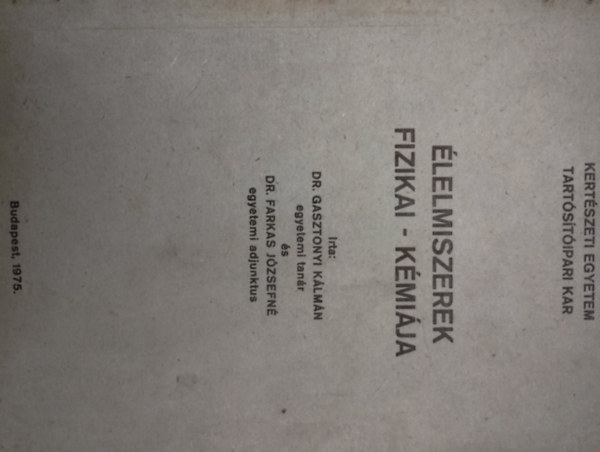 KERTÉSZETI EGYETEM
TARTÓSÍTÓIPARI KAR
ÉLELMISZEREK
FIZIKAI - KÉMIÁJA
Irta:
DR. GASZTONYI KÁLMÁN
egyetemi tanár
és
DR. FARKAS JÓZSEFNÉ
egyetemi adjunktus
Budapest, 1975.